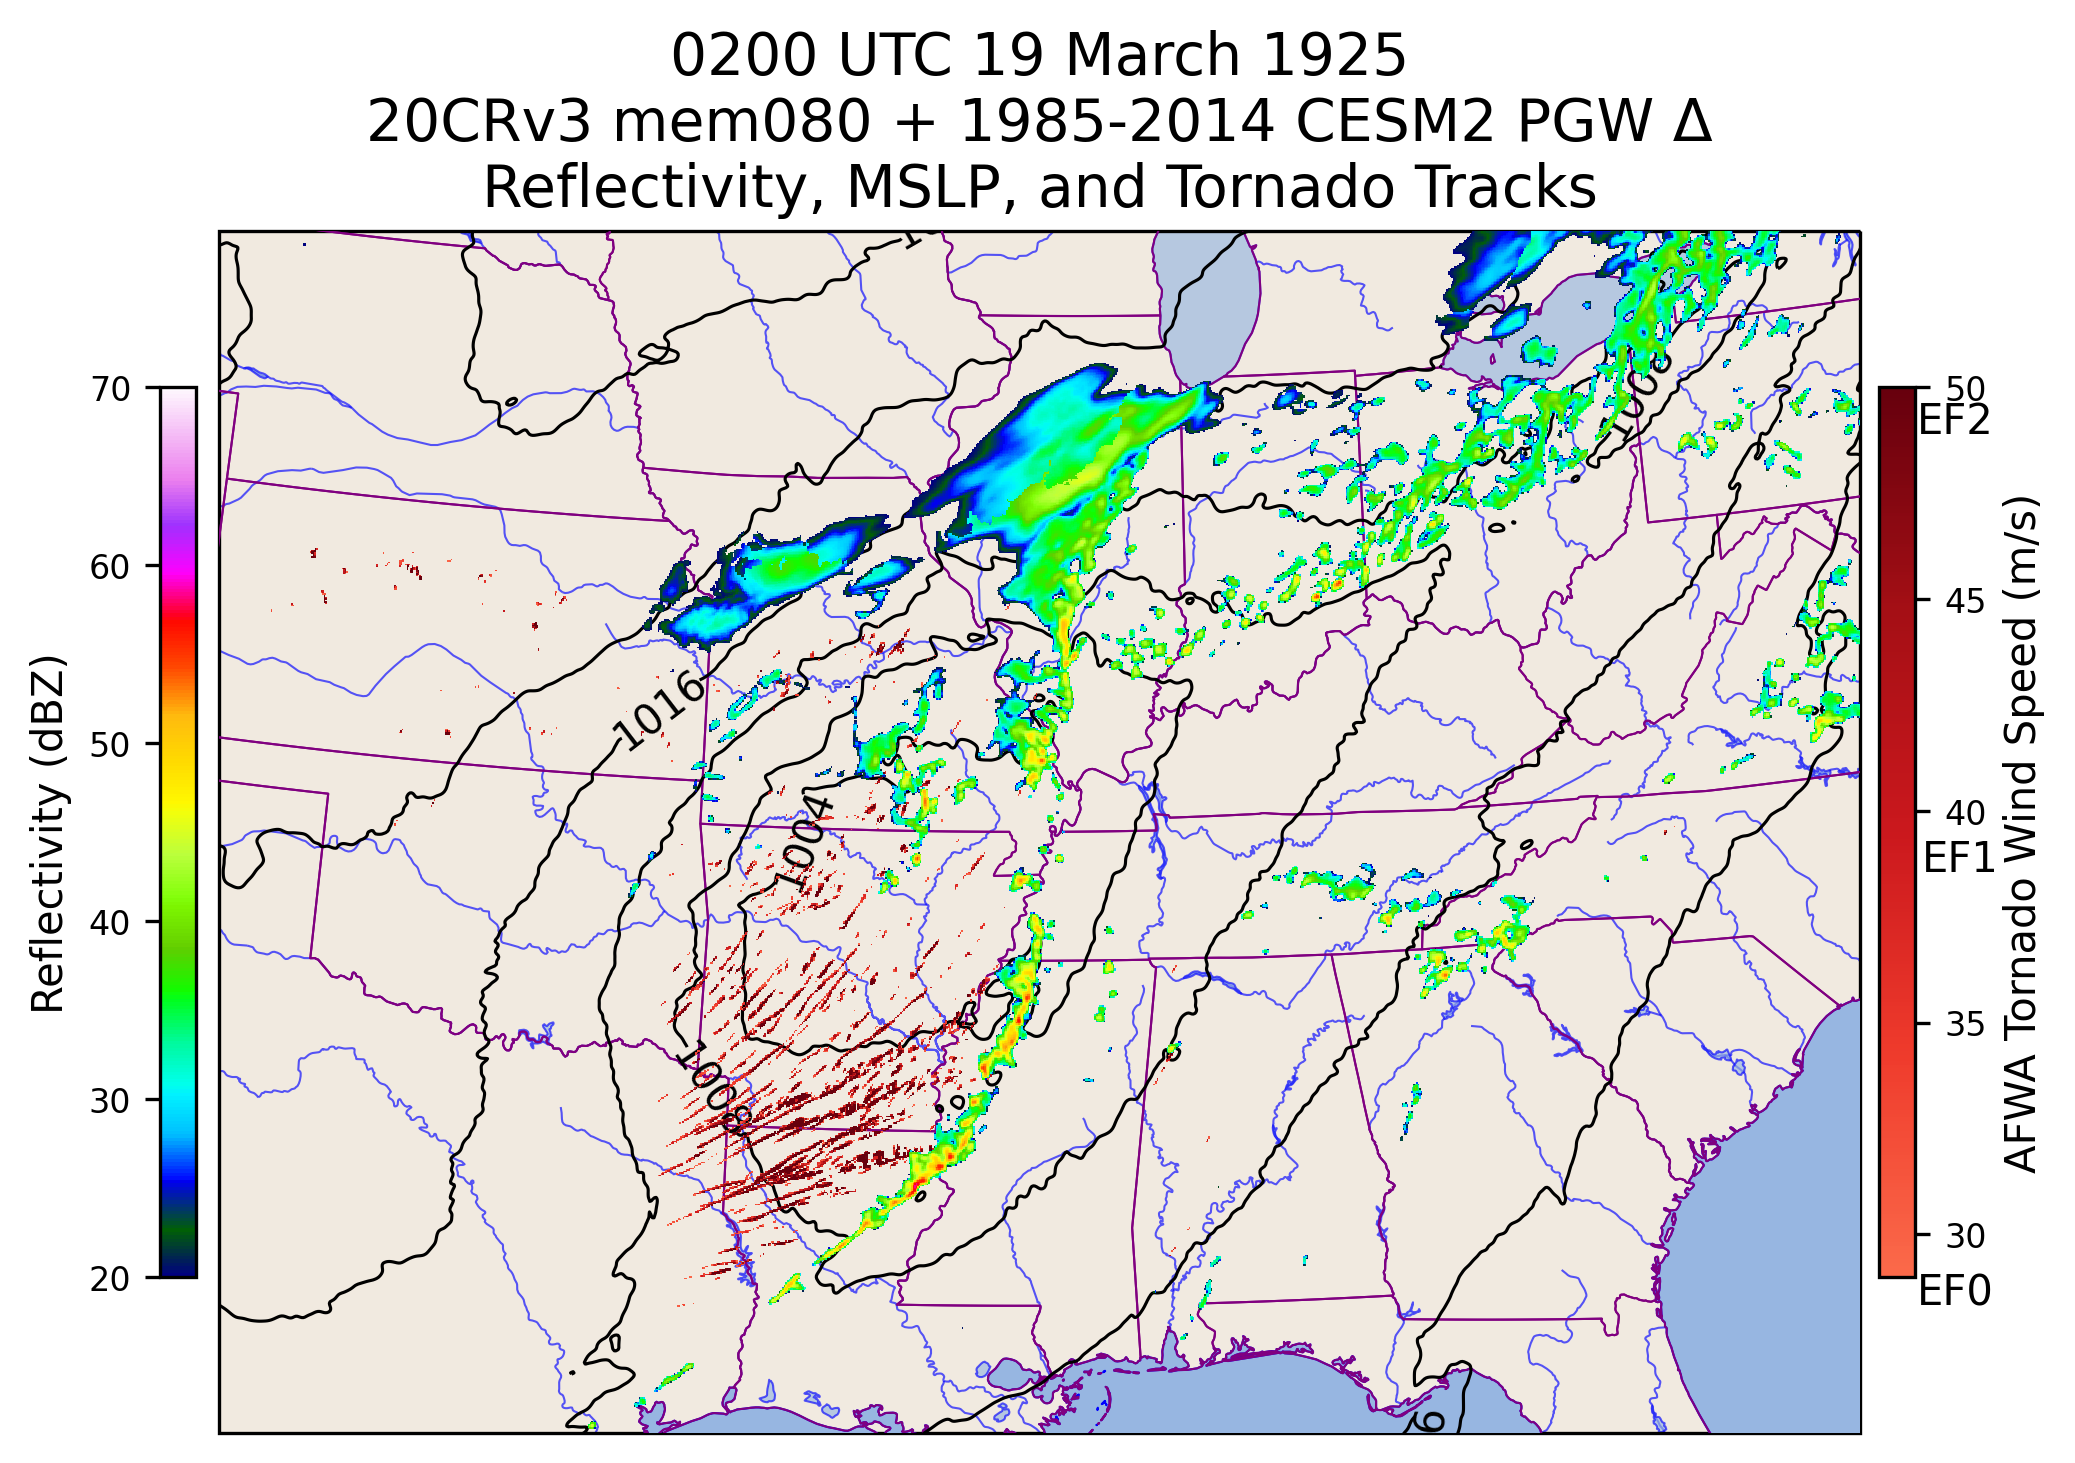 0200 UTC 19 March 1925
20CRv3 mem080 + 1985-2014 CESM2 PGW Δ
Reflectivity, MSLP, and Tornado Tracks
Reflectivity (dBZ)
70
60
50
40
30
20
1016
1004
1008
1008
50
EF2
45
40
EF1
35
30
EF0
AFWA Tornado Wind Speed (m/s)